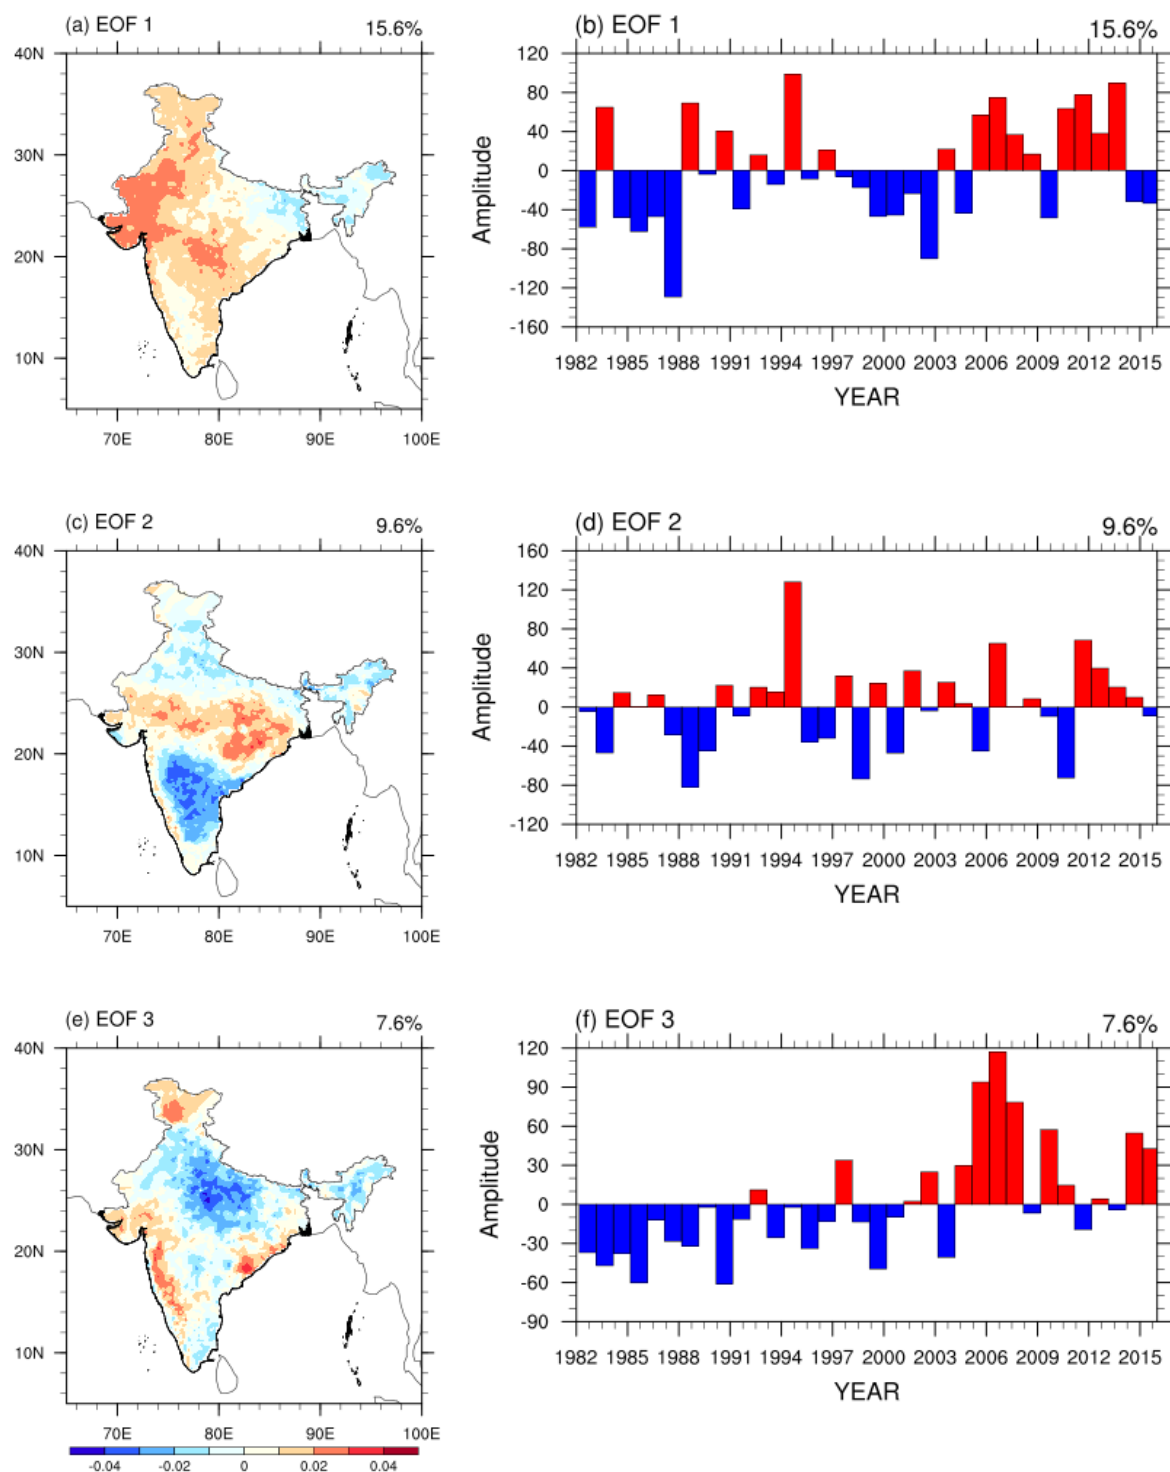 (a) EOF 1 15.6%
40N
30N
20N
10N
70E 80E 90E 100E
(b) EOF 1 15.6%
120
80
40
0
-40
-80
-120
-160
Amplitude
1982 1985 1988 1991 1994 1997 2000 2003 2006 2009 2012 2015
YEAR
(c) EOF 2 9.6%
40N
30N
20N
10N
70E 80E 90E 100E
(d) EOF 2 9.6%
160
120
80
40
0
-40
-80
-120
Amplitude
1982 1985 1988 1991 1994 1997 2000 2003 2006 2009 2012 2015
YEAR
(e) EOF 3 7.6%
40N
30N
20N
10N
70E 80E 90E 100E
-0.04 -0.02 0 0.02 0.04
(f) EOF 3 7.6%
120
90
60
30
0
-30
-60
-90
Amplitude
1982 1985 1988 1991 1994 1997 2000 2003 2006 2009 2012 2015
YEAR